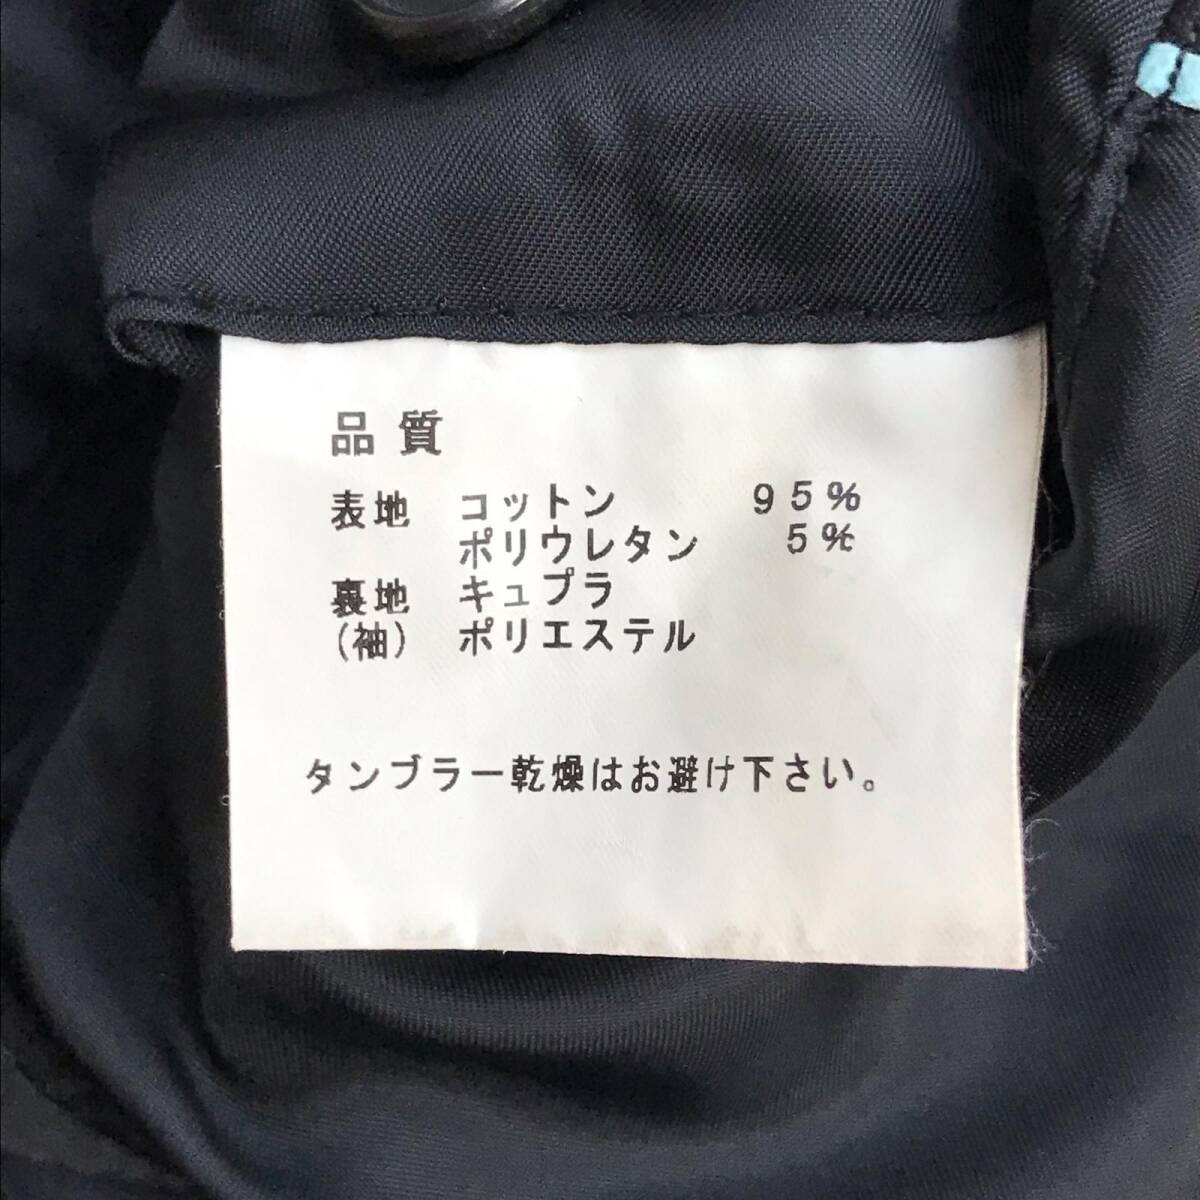 品質
表地 コットン 95%
ポリウレタン 5%
裏地 キュプラ
(袖) ポリエステル
タンブラー乾燥はお避け下さい。